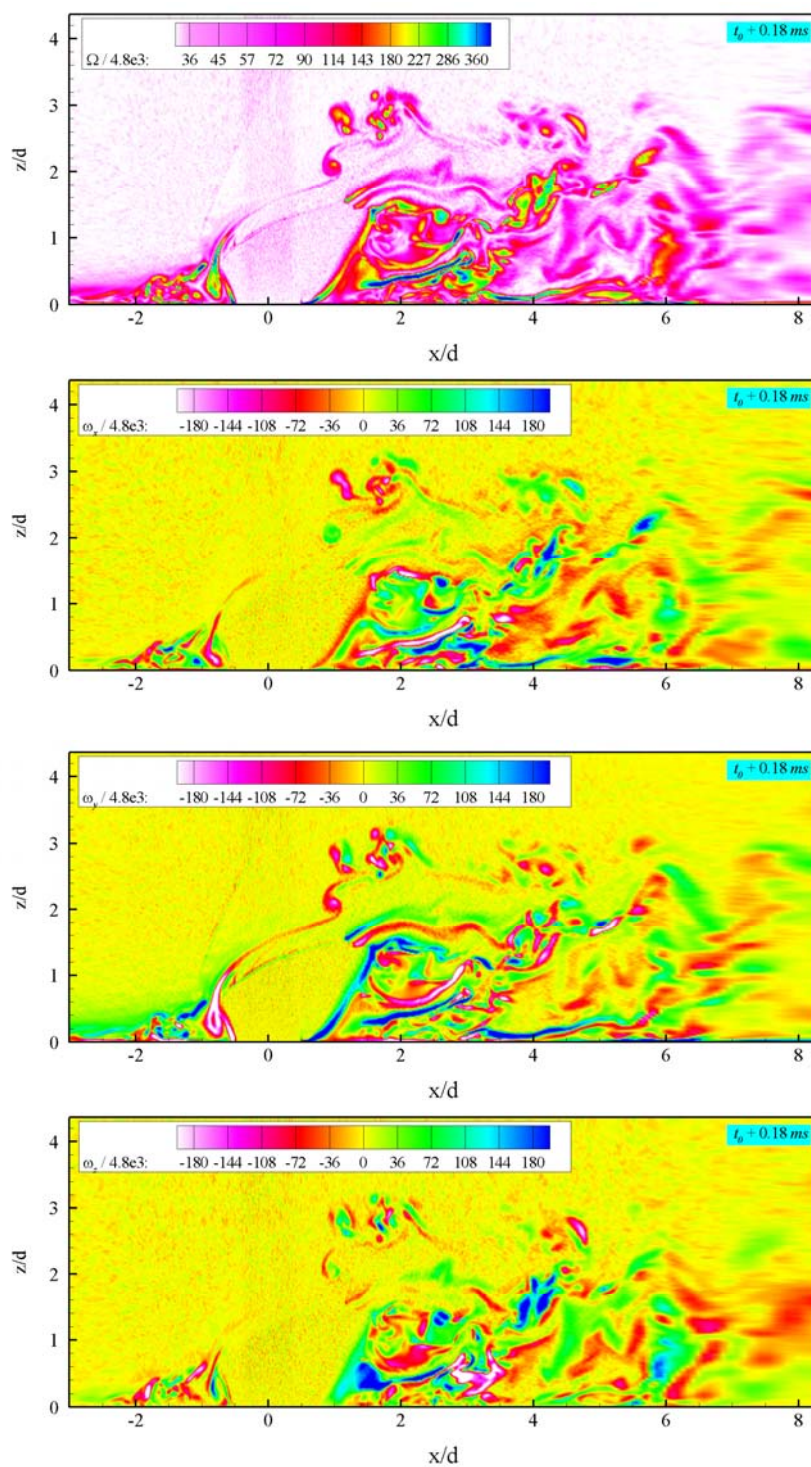 Ω / 4.8e3: 36 45 57 72 90 114 143 180 227 286 360
t₀ + 0.18 ms
4
3
2
1
0
z/d
-2 0 2 4 6 8
x/d
ωₓ / 4.8e3: -180 -144 -108 -72 -36 0 36 72 108 144 180
t₀ + 0.18 ms
4
3
2
1
0
z/d
-2 0 2 4 6 8
x/d
ω_y / 4.8e3: -180 -144 -108 -72 -36 0 36 72 108 144 180
t₀ + 0.18 ms
4
3
2
1
0
z/d
-2 0 2 4 6 8
x/d
ω_z / 4.8e3: -180 -144 -108 -72 -36 0 36 72 108 144 180
t₀ + 0.18 ms
4
3
2
1
0
z/d
-2 0 2 4 6 8
x/d